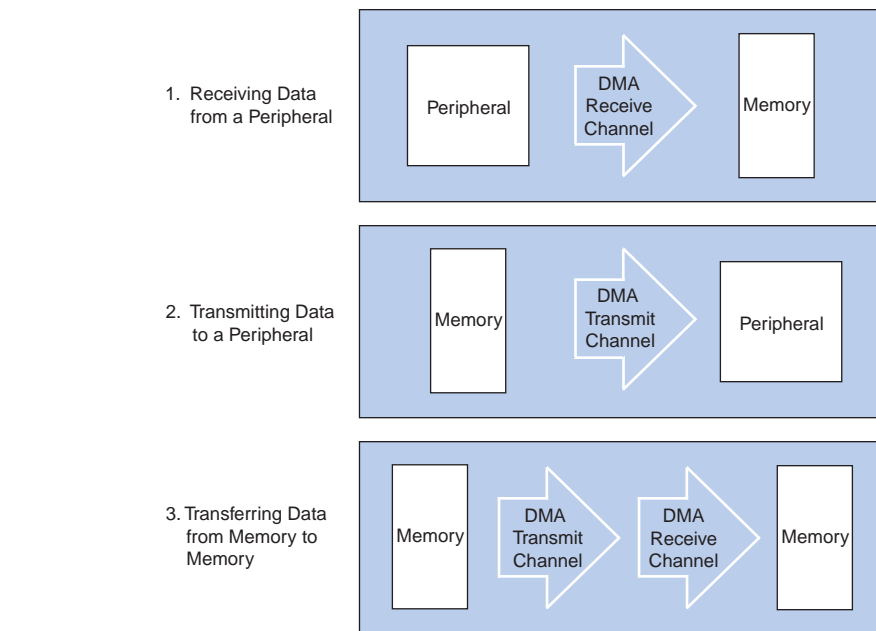 1. Receiving Data
from a Peripheral
Peripheral
DMA
Receive
Channel
Memory
2. Transmitting Data
to a Peripheral
Memory
DMA
Transmit
Channel
Peripheral
3. Transferring Data
from Memory to
Memory
Memory
DMA
Transmit
Channel
DMA
Receive
Channel
Memory